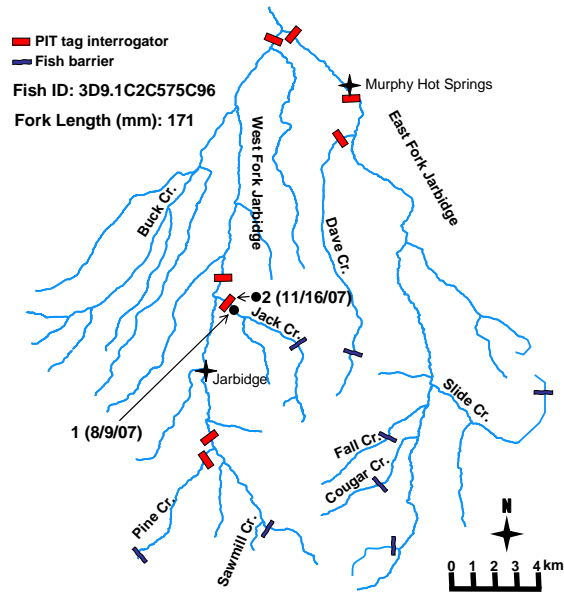 PIT tag interrogator
Fish barrier
Fish ID: 3D9.1C2C575C96
Fork Length (mm): 171
Murphy Hot Springs
West Fork Jarbidge
East Fork Jarbidge
Buck Cr.
Dave Cr.
2 (11/16/07)
Jack Cr.
Jarbidge
1 (8/9/07)
Slide Cr.
Fall Cr.
Cougar Cr.
Pine Cr.
Sawmill Cr.
N
0 1 2 3 4 km